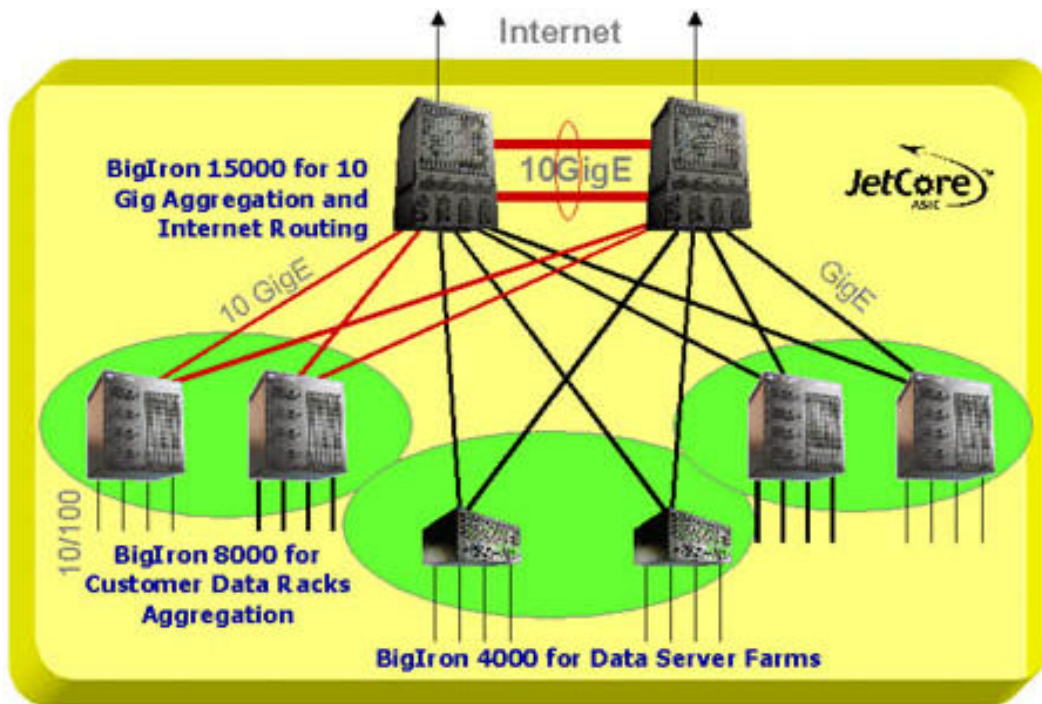 Internet
BigIron 15000 for 10
Gig Aggregation and
Internet Routing
10GigE
JetCore™
ASIC
10 GigE
GigE
10/100
BigIron 8000 for
Customer Data Racks
Aggregation
BigIron 4000 for Data Server Farms